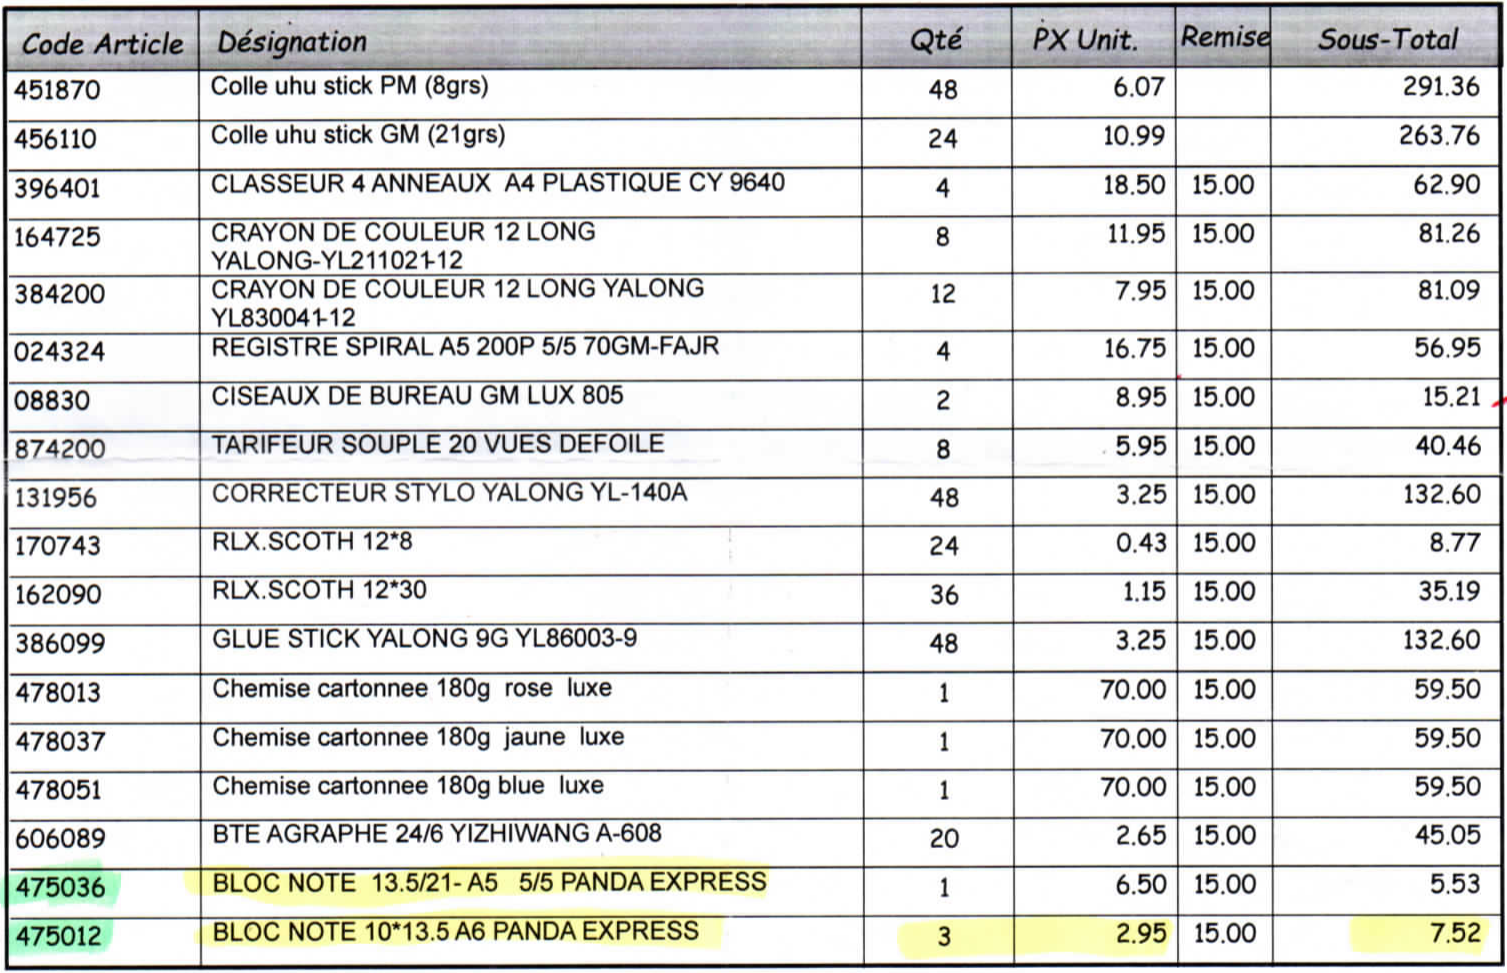 Code Article Désignation Qté PX Unit. Remise Sous-Total
451870 Colle uhu stick PM (8grs) 48 6.07 291.36
456110 Colle uhu stick GM (21grs) 24 10.99 263.76
396401 CLASSEUR 4 ANNEAUX A4 PLASTIQUE CY 9640 4 18.50 15.00 62.90
164725 CRAYON DE COULEUR 12 LONG 8 11.95 15.00 81.26
YALONG-YL211021-12
384200 CRAYON DE COULEUR 12 LONG YALONG 12 7.95 15.00 81.09
YL830041-12
024324 REGISTRE SPIRAL A5 200P 5/5 70GM-FAJR 4 16.75 15.00 56.95
08830 CISEAUX DE BUREAU GM LUX 805 2 8.95 15.00 15.21
874200 TARIFEUR SOUPLE 20 VUES DEFOILE 8 5.95 15.00 40.46
131956 CORRECTEUR STYLO YALONG YL-140A 48 3.25 15.00 132.60
170743 RLX.SCOTH 12*8 24 0.43 15.00 8.77
162090 RLX.SCOTH 12*30 36 1.15 15.00 35.19
386099 GLUE STICK YALONG 9G YL86003-9 48 3.25 15.00 132.60
478013 Chemise cartonnee 180g rose luxe 1 70.00 15.00 59.50
478037 Chemise cartonnee 180g jaune luxe 1 70.00 15.00 59.50
478051 Chemise cartonnee 180g blue luxe 1 70.00 15.00 59.50
606089 BTE AGRAPHE 24/6 YIZHIWANG A-608 20 2.65 15.00 45.05
475036 BLOC NOTE 13.5/21- A5 5/5 PANDA EXPRESS 1 6.50 15.00 5.53
475012 BLOC NOTE 10*13.5 A6 PANDA EXPRESS 3 2.95 15.00 7.52